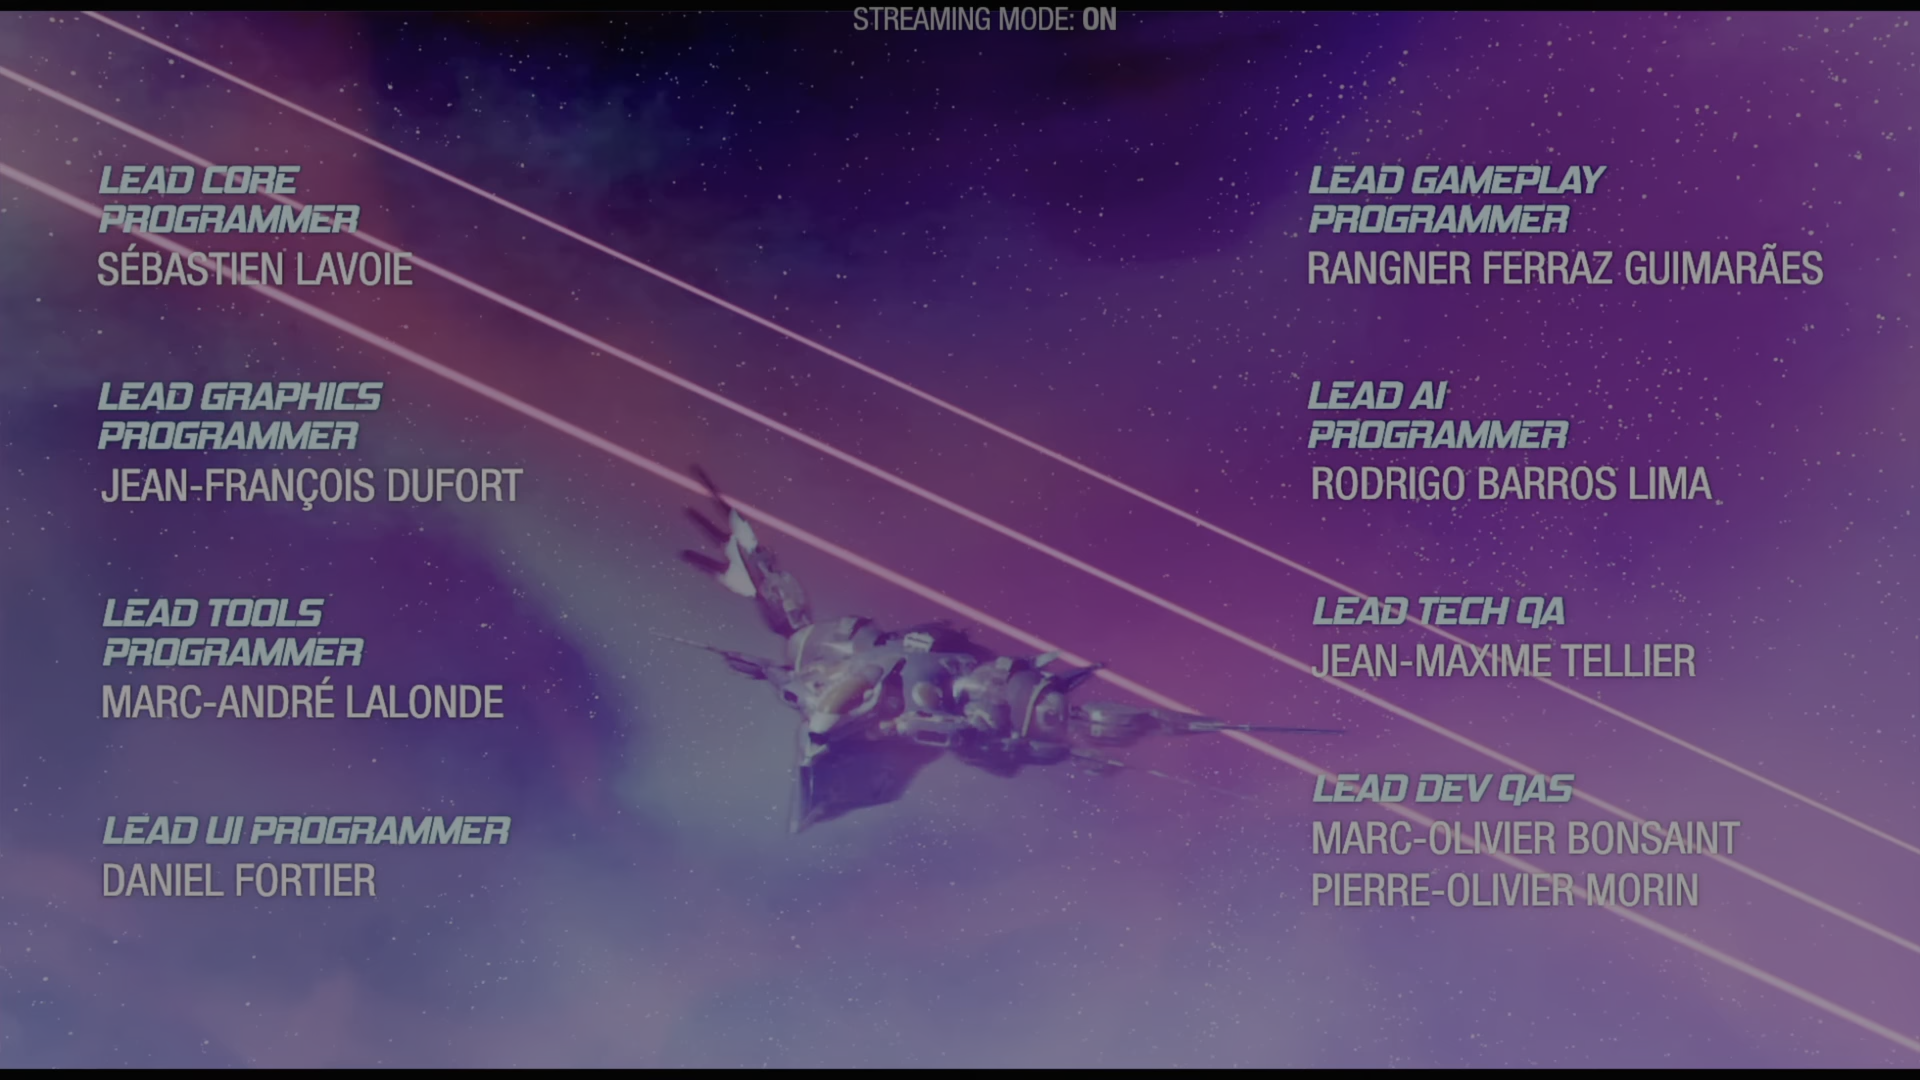 STREAMING MODE: ON
LEAD CORE
PROGRAMMER
SÉBASTIEN LAVOIE
LEAD GRAPHICS
PROGRAMMER
JEAN-FRANÇOIS DUFORT
LEAD TOOLS
PROGRAMMER
MARC-ANDRÉ LALONDE
LEAD UI PROGRAMMER
DANIEL FORTIER
LEAD GAMEPLAY
PROGRAMMER
RANGNER FERRAZ GUIMARÃES
LEAD AI
PROGRAMMER
RODRIGO BARROS LIMA
LEAD TECH QA
JEAN-MAXIME TELLIER
LEAD DEV QAS
MARC-OLIVIER BONSAINT
PIERRE-OLIVIER MORIN